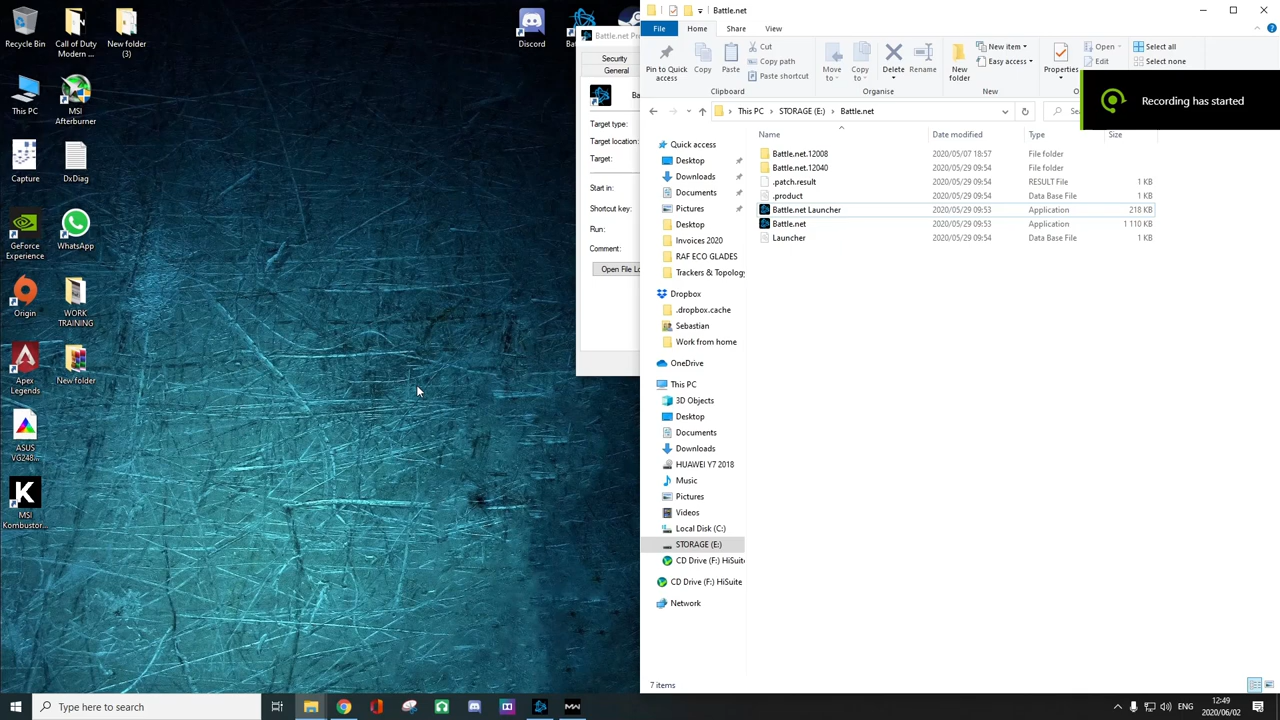 Recycle Bin
Call of Duty
Modern ...
New folder
(3)
This PC
MSI
Afterburner
Capture
DxDiag
GeForce
Experience
WhatsApp
Origin
WORK
TRAINING
Apex
Legends
New folder
ASUS
VG248...
MSI
Kombustor...
Discord
Battle.net Pr
Security
General
Ba
Target type:
Target location:
Target:
Start in:
Shortcut key:
Run:
Comment:
Open File Lo
Battle.net
File Home Share View
Pin to Quick
access
Copy
Paste
Cut
Copy path
Paste shortcut
Clipboard
Move
to
Copy
to
Delete
Rename
Organise
New
folder
New item
Easy access
New
Properties
Open
Edit
Select all
Select none
Recording has started
This PC STORAGE (E:) Battle.net
Name Date modified Type Size
Battle.net.12008 2020/05/07 18:57 File folder
Battle.net.12040 2020/05/29 09:54 File folder
.patch.result 2020/05/29 09:54 RESULT File 1 KB
.product 2020/05/29 09:54 Data Base File 1 KB
Battle.net Launcher 2020/05/29 09:53 Application 218 KB
Battle.net 2020/05/29 09:53 Application 1 110 KB
Launcher 2020/05/29 09:54 Data Base File 1 KB
Quick access
Desktop
Downloads
Documents
Pictures
Desktop
Invoices 2020
RAF ECO GLADES
Trackers & Topology
Dropbox
.dropbox.cache
Sebastian
Work from home
OneDrive
This PC
3D Objects
Desktop
Documents
Downloads
HUAWEI Y7 2018
Music
Pictures
Videos
Local Disk (C:)
STORAGE (E:)
CD Drive (F:) HiSuite
CD Drive (F:) HiSuite
Network
7 items
Type here to search
ENG
12:49
2020/06/02